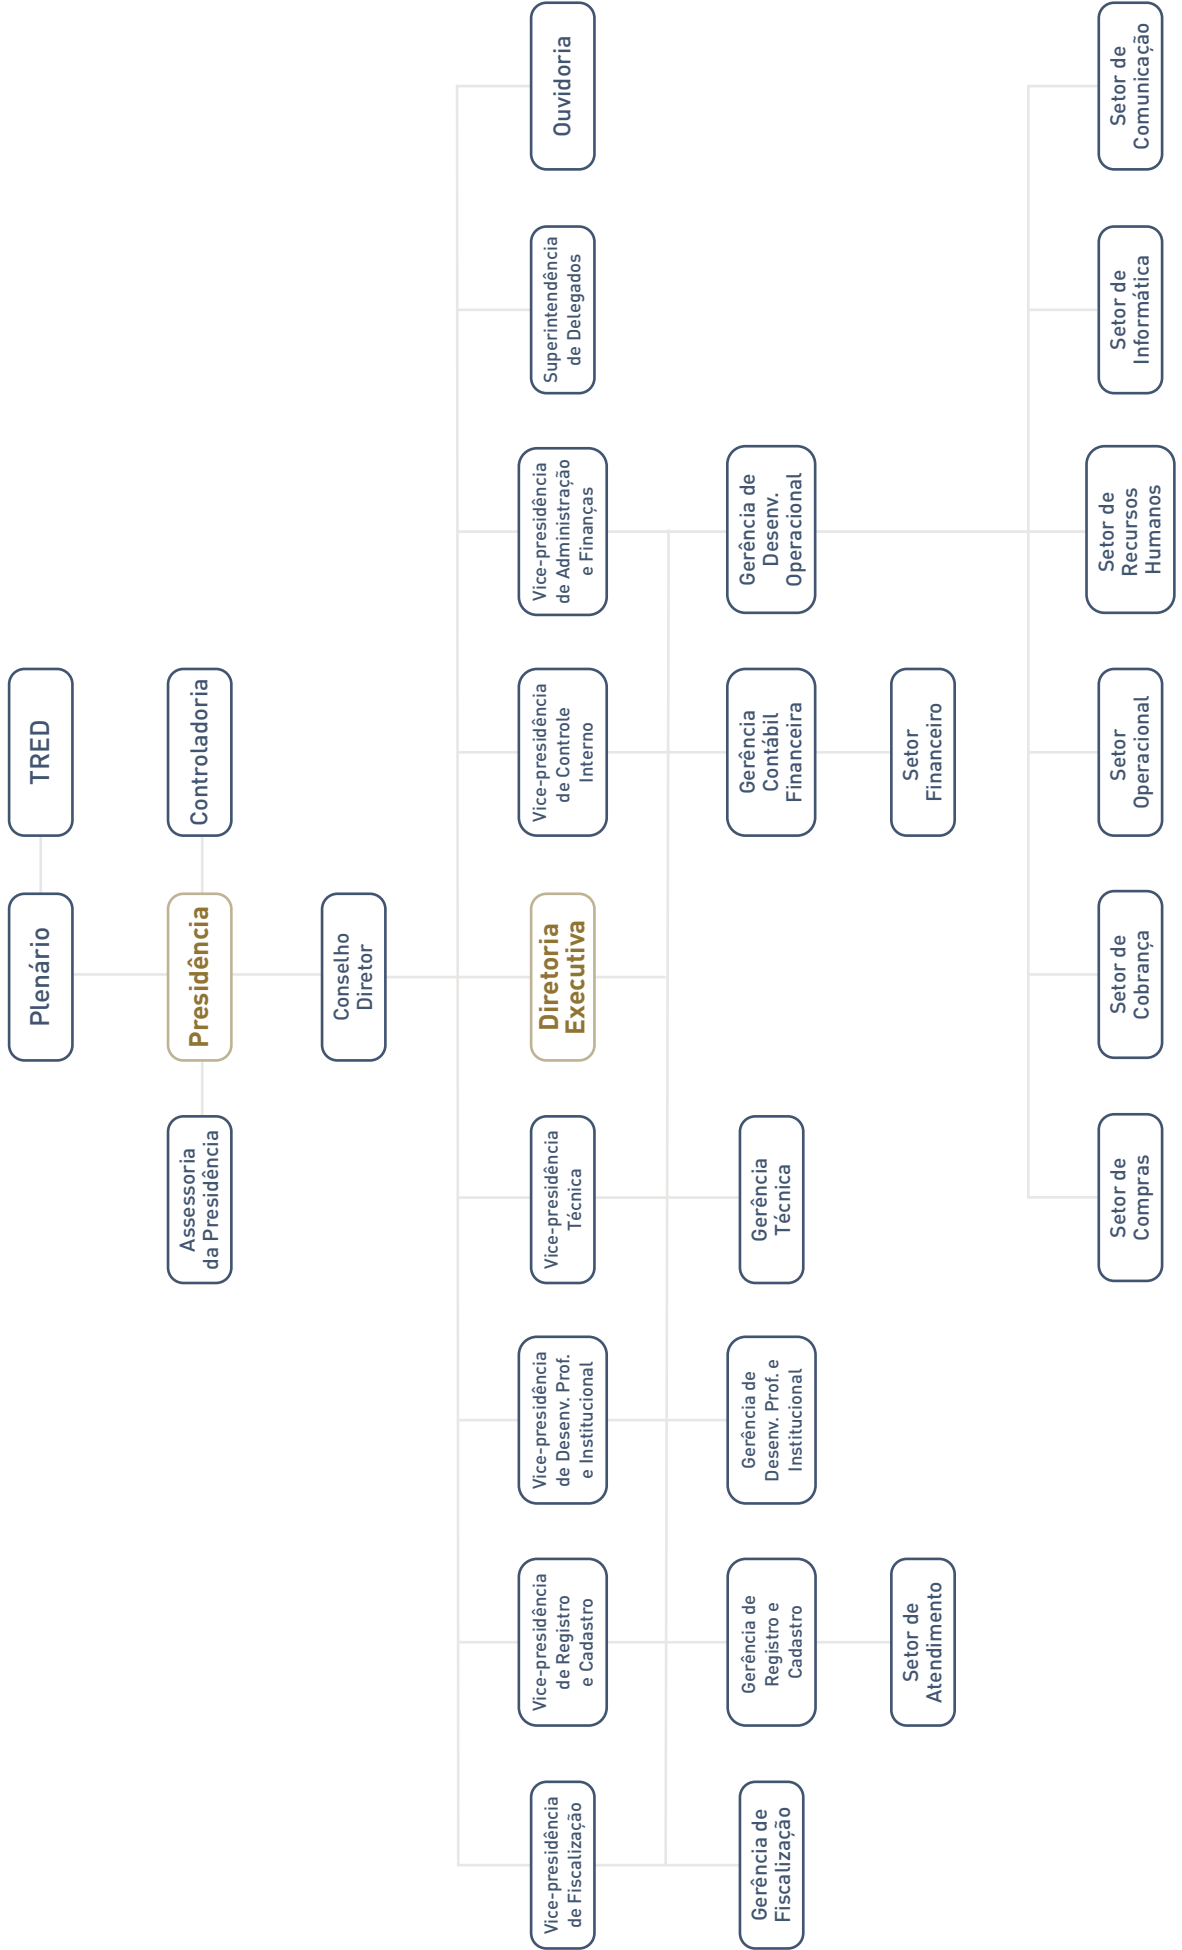 Plenário
TRED
Assessoria
da Presidência
Presidência
Controladoria
Conselho
Diretor
Vice-presidência
de Fiscalização
Vice-presidência
de Registro
e Cadastro
Vice-presidência
de Desenv. Prof.
e Institucional
Vice-presidência
Técnica
Diretoria
Executiva
Vice-presidência
de Controle
Interno
Vice-presidência
de Administração
e Finanças
Superintendência
de Delegados
Ouvidoria
Gerência de
Fiscalização
Gerência de
Registro e
Cadastro
Gerência de
Desenv. Prof. e
Institucional
Gerência
Técnica
Gerência
Contábil
Financeira
Gerência de
Desenv.
Operacional
Setor de
Atendimento
Setor
Financeiro
Setor de
Compras
Setor de
Cobrança
Setor
Operacional
Setor de
Recursos
Humanos
Setor de
Informática
Setor de
Comunicação